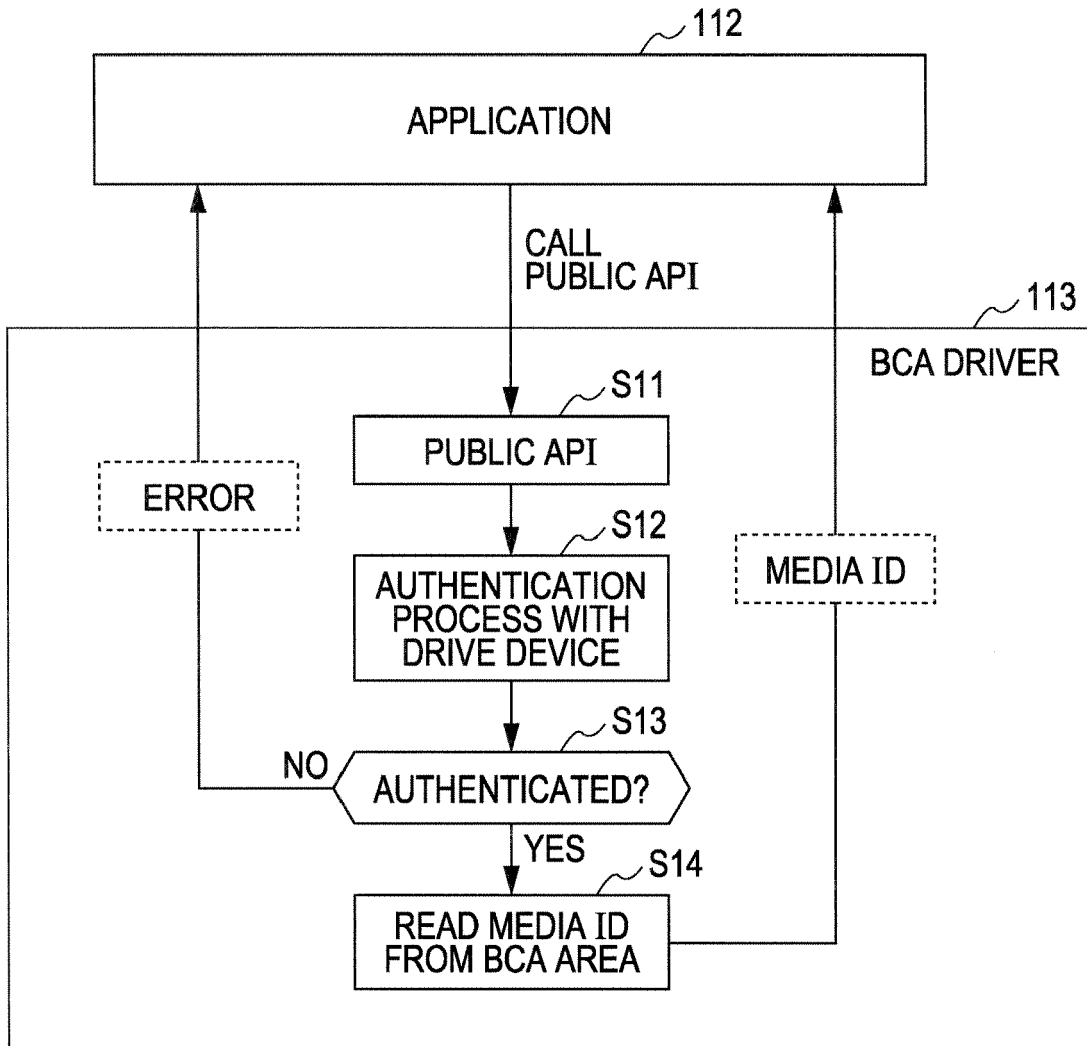 112
APPLICATION
CALL
PUBLIC API
113
BCA DRIVER
S11
PUBLIC API
ERROR
S12
AUTHENTICATION
PROCESS WITH
DRIVE DEVICE
MEDIA ID
S13
NO
AUTHENTICATED?
YES
S14
READ MEDIA ID
FROM BCA AREA